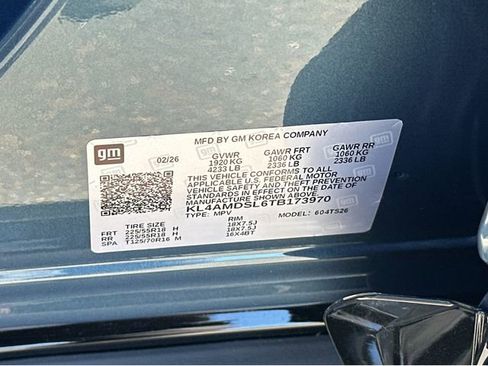 MFD BY GM KOREA COMPANY
gm
02/26
GVWR GAWR FRT GAWR RR
1920 KG 1060 KG 1060 KG
4233 LB 2336 LB 2336 LB
THIS VEHICLE CONFORMS TO ALL
APPLICABLE U.S. FEDERAL MOTOR
VEHICLE SAFETY AND THEFT PREVENTION
STANDARDS IN EFFECT ON THE DATE OF
MANUFACTURE SHOWN ABOVE.
KL4AMDSL6TB173970
TYPE: MPV MODEL: 604TS26
TIRE SIZE RIM
FRT 225/55R18 H 18X7.5J
RR 225/55R18 H 18X7.5J
SPA T125/70R16 M 16X4BT